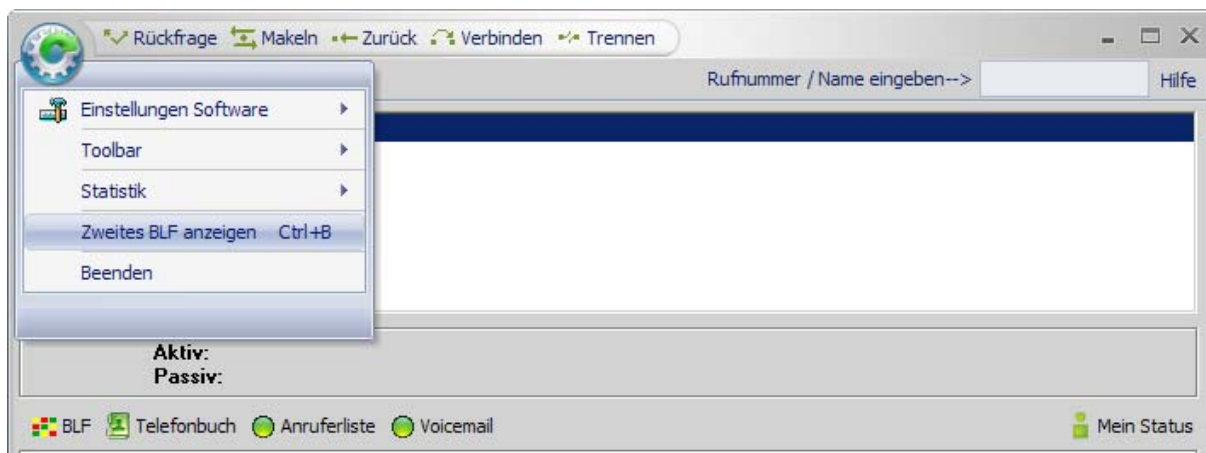 Rückfrage Makeln Zurück Verbinden Trennen
Rufnummer / Name eingeben--> Hilfe
Einstellungen Software
Toolbar
Statistik
Zweites BLF anzeigen Ctrl+B
Beenden
Aktiv:
Passiv:
BLF Telefonbuch Anruferliste Voicemail Mein Status